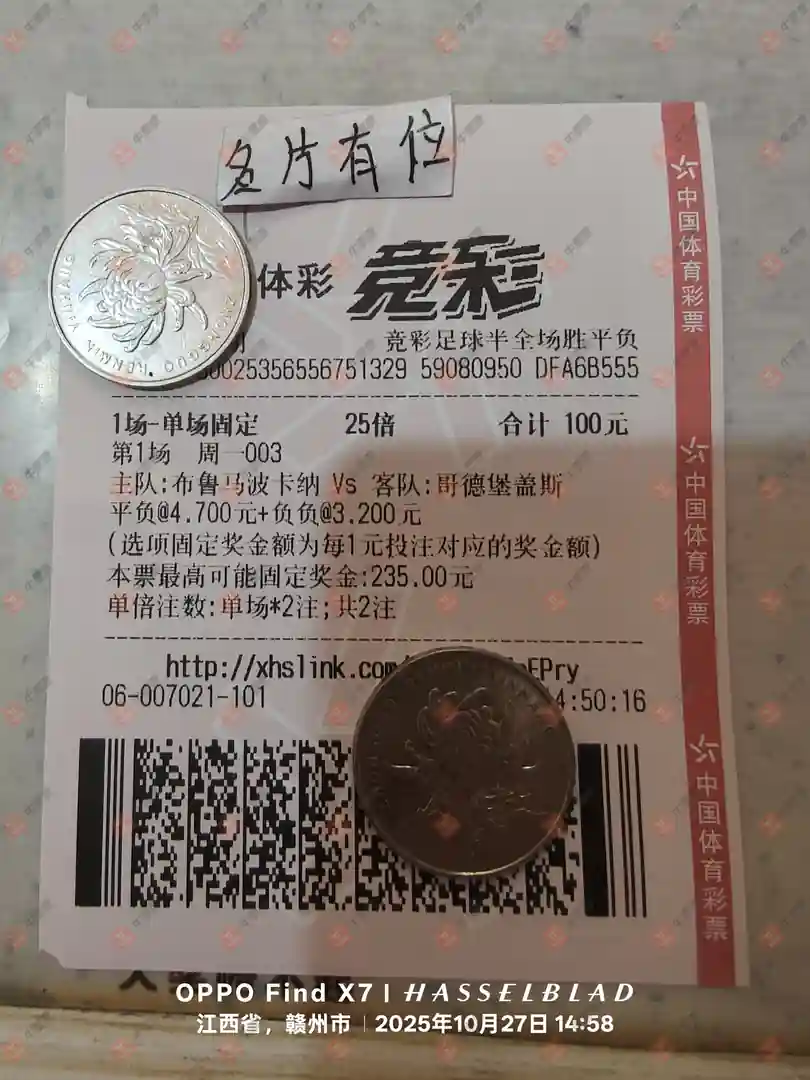 名片有位
体彩 竞彩
竞彩足球半全场胜平负
0025356556751329 59080950 DFA6B555
1场-单场固定 25倍 合计 100元
第1场 周一003
主队:布鲁马波卡纳 Vs 客队:哥德堡盖斯
平负@4.700元+负负@3.200元
(选项固定奖金额为每1元投注对应的奖金额)
本票最高可能固定奖金:235.00元
单倍注数:单场*2注;共2注
http://xhslink.com
EPry
06-007021-101 4:50:16
中国体育彩票
中国体育彩票
中国体育彩票
RENMIN
OPPO Find X7 | HASSELBLAD
江西省，赣州市 | 2025年10月27日 14:58